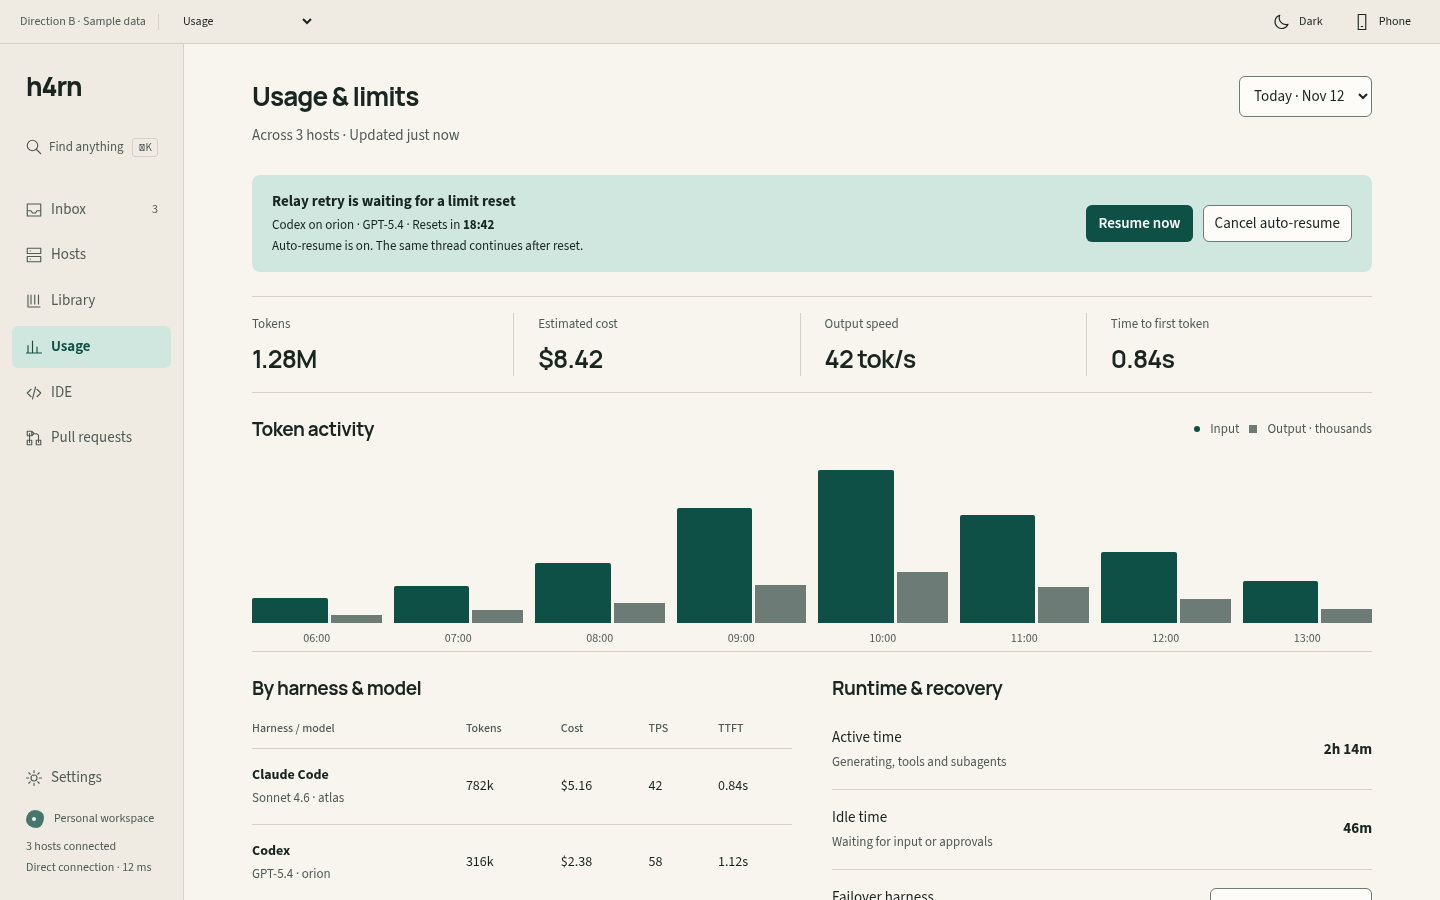 Direction B · Sample data
Usage
Dark
Phone
h4rn
Find anything
K
Inbox
3
Hosts
Library
Usage
IDE
Pull requests
Settings
Personal workspace
3 hosts connected
Direct connection · 12 ms
Usage & limits
Today · Nov 12
Across 3 hosts · Updated just now
Relay retry is waiting for a limit reset
Codex on orion · GPT-5.4 · Resets in 18:42
Auto-resume is on. The same thread continues after reset.
Resume now
Cancel auto-resume
Tokens
1.28M
Estimated cost
$8.42
Output speed
42 tok/s
Time to first token
0.84s
Token activity
Input
Output · thousands
06:00
07:00
08:00
09:00
10:00
11:00
12:00
13:00
By harness & model
Harness / model
Tokens
Cost
TPS
TTFT
Claude Code
Sonnet 4.6 · atlas
782k
$5.16
42
0.84s
Codex
GPT-5.4 · orion
316k
$2.38
58
1.12s
Runtime & recovery
Active time
Generating, tools and subagents
2h 14m
Idle time
Waiting for input or approvals
46m
Failover harness